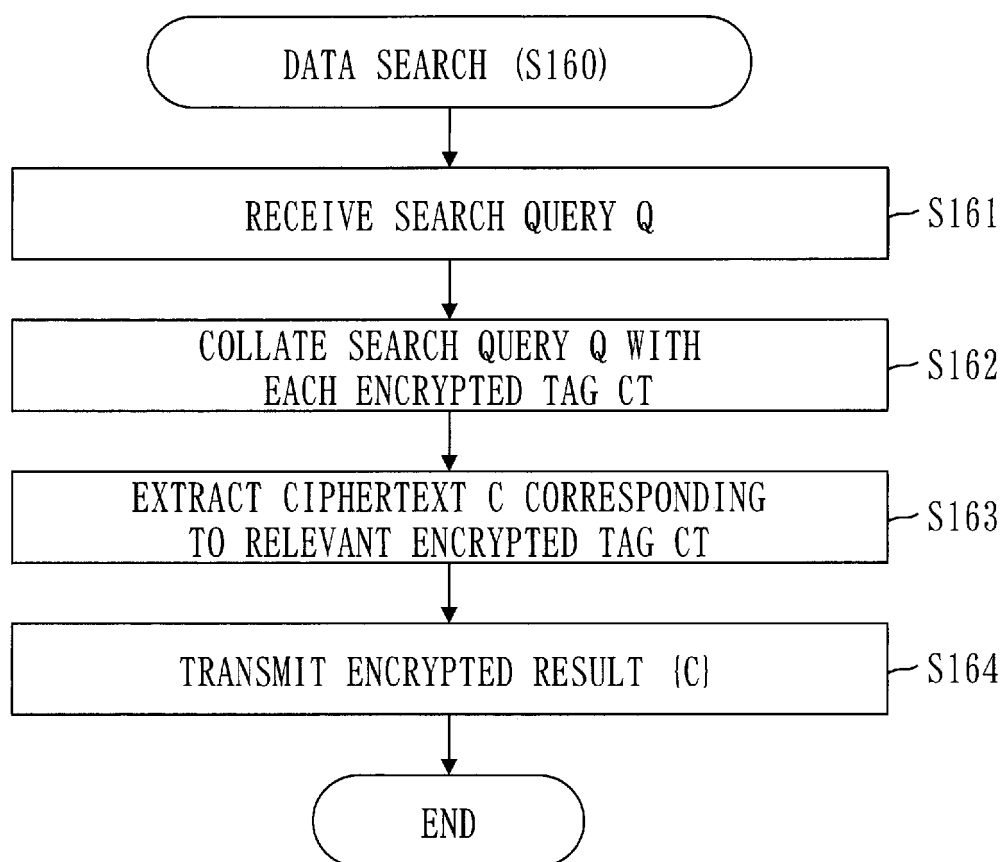 DATA SEARCH (S160)
RECEIVE SEARCH QUERY Q
S161
COLLATE SEARCH QUERY Q WITH
EACH ENCRYPTED TAG CT
S162
EXTRACT CIPHERTEXT C CORRESPONDING
TO RELEVANT ENCRYPTED TAG CT
S163
TRANSMIT ENCRYPTED RESULT {C}
S164
END